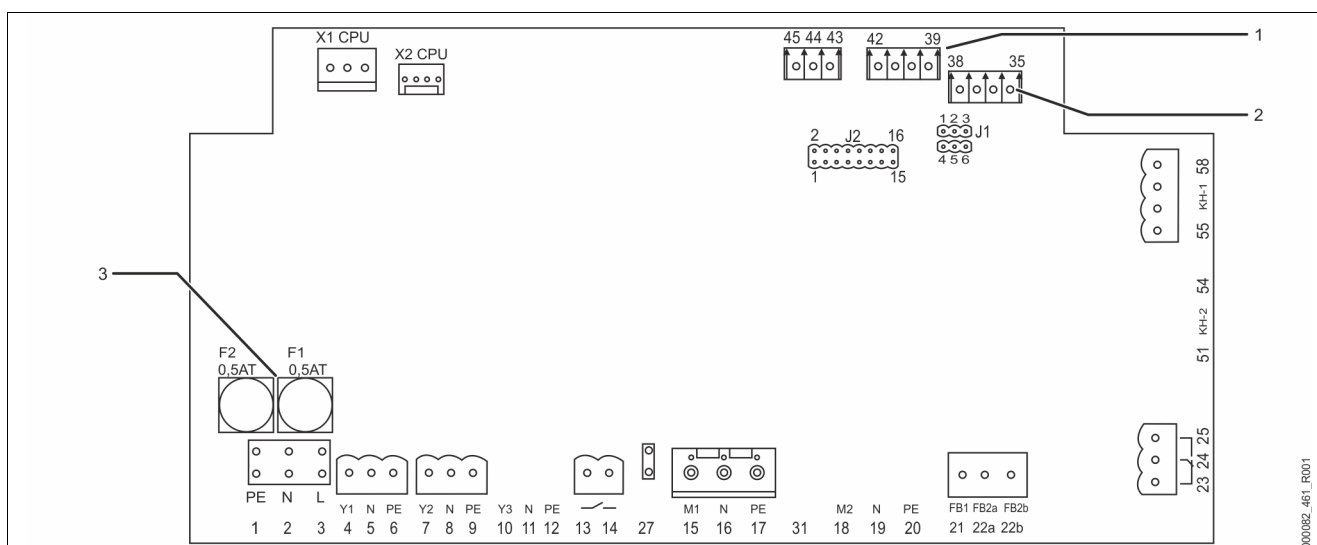 X1 CPU
X2 CPU
45 44 43
42 39
38 35
1
2
1 2 3
J1
4 5 6
2 J2 16
1 15
58
KH-1
55
54
KH-2
51
3
F2 F1
0,5AT 0,5AT
25
24
23
PE N L
Y1 N PE Y2 N PE Y3 N PE M1 N PE M2 N PE FB1 FB2a FB2b
1 2 3 4 5 6 7 8 9 10 11 12 13 14 27 15 16 17 31 18 19 20 21 22a 22b
000082_461_R001